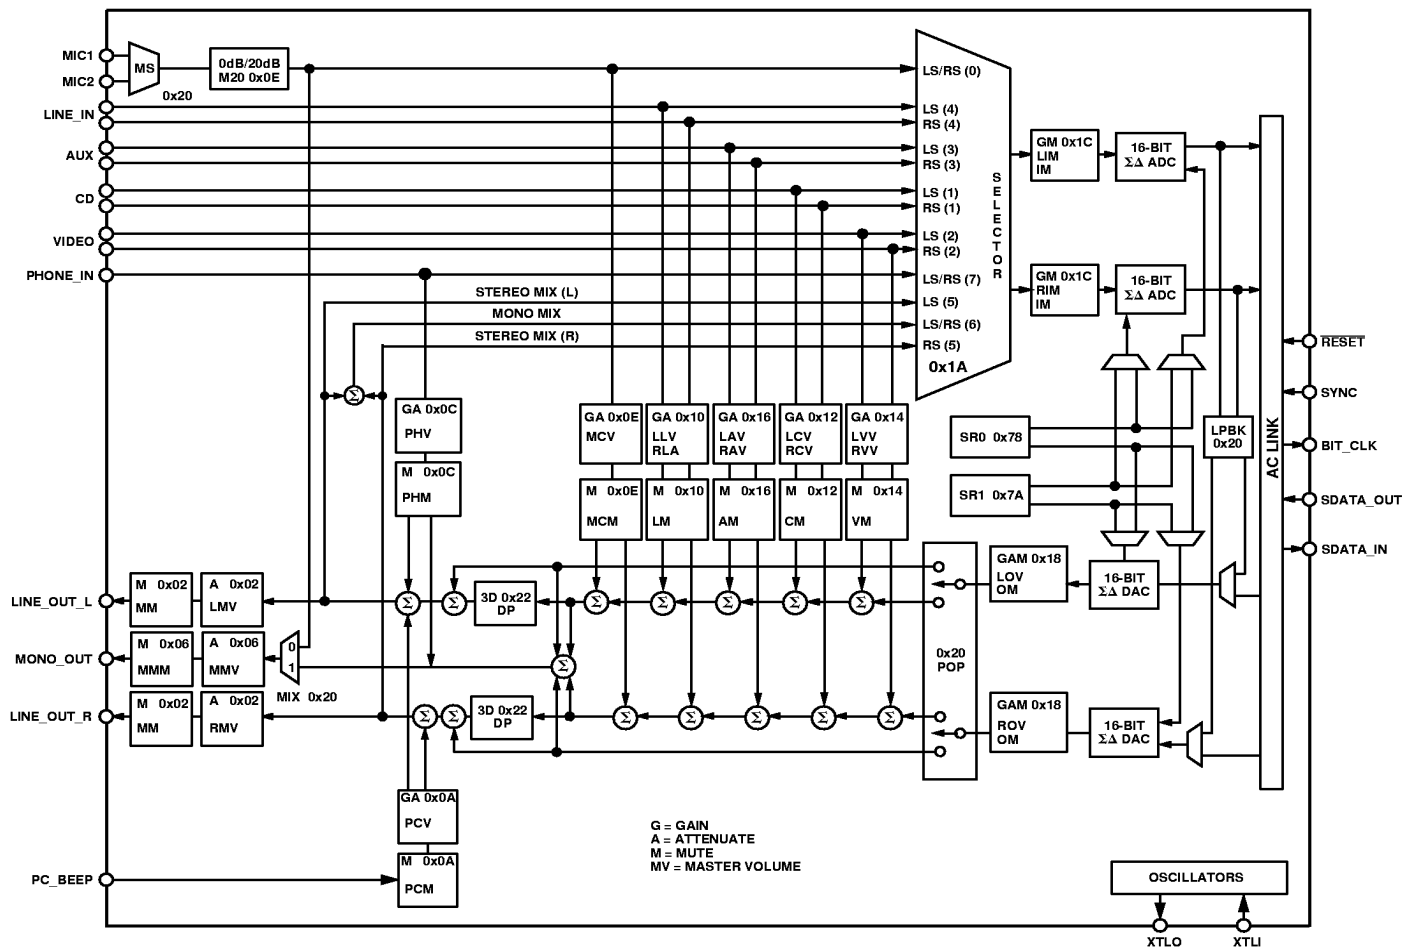 MIC1
MIC2
MS
0x20
0dB/20dB
M20 0x0E
LINE_IN
AUX
CD
VIDEO
PHONE_IN
STEREO MIX (L)
MONO MIX
STEREO MIX (R)
LS/RS (0)
LS (4)
RS (4)
LS (3)
RS (3)
LS (1)
RS (1)
LS (2)
RS (2)
LS/RS (7)
LS (5)
LS/RS (6)
RS (5)
0x1A
SELECTOR
GM 0x1C
LIM
IM
16-BIT
ΣΔ ADC
GM 0x1C
RIM
IM
16-BIT
ΣΔ ADC
AC LINK
RESET
SYNC
BIT_CLK
SDATA_OUT
SDATA_IN
Σ
GA 0x0C
PHV
M 0x0C
PHM
GA 0x0E
MCV
GA 0x10
LLV
RLA
GA 0x16
LAV
RAV
GA 0x12
LCV
RCV
GA 0x14
LVV
RVV
M 0x0E
MCM
M 0x10
LM
M 0x16
AM
M 0x12
CM
M 0x14
VM
SR0 0x78
SR1 0x7A
LPBK
0x20
LINE_OUT_L
M 0x02
MM
A 0x02
LMV
Σ
Σ
3D 0x22
DP
Σ
Σ
Σ
Σ
Σ
0x20
POP
GAM 0x18
LOV
OM
16-BIT
ΣΔ DAC
MONO_OUT
M 0x06
MMM
A 0x06
MMV
0
1
MIX 0x20
Σ
LINE_OUT_R
M 0x02
MM
A 0x02
RMV
Σ
Σ
3D 0x22
DP
Σ
Σ
Σ
Σ
Σ
GAM 0x18
ROV
OM
16-BIT
ΣΔ DAC
GA 0x0A
PCV
M 0x0A
PCM
PC_BEEP
G = GAIN
A = ATTENUATE
M = MUTE
MV = MASTER VOLUME
OSCILLATORS
XTLO
XTLI